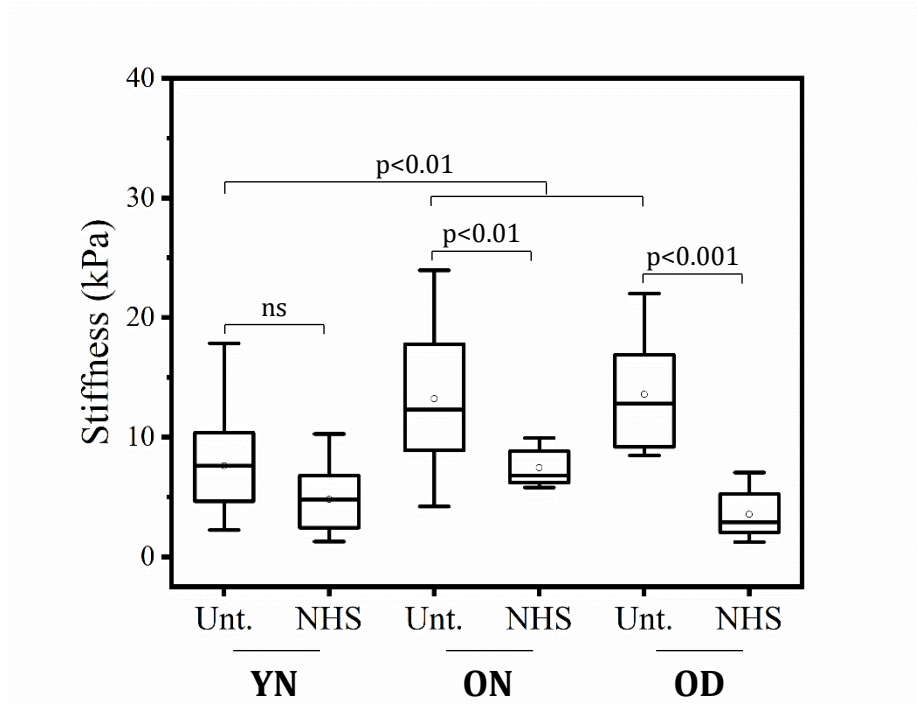 40
p<0.01
30
p<0.01
p<0.001
Stiffness (kPa)
20
ns
10
0
Unt. NHS Unt. NHS Unt. NHS
YN ON OD